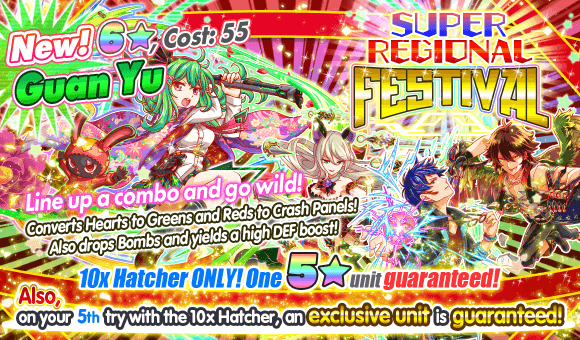 New! 6★, Cost: 55
Guan Yu
SUPER
REGIONAL
FESTIVAL
Line up a combo and go wild!
Converts Hearts to Greens and Reds to Crash Panels!
Also drops Bombs and yields a high DEF boost!
10x Hatcher ONLY! One 5★ unit guaranteed!
Also,
on your 5th try with the 10x Hatcher, an exclusive unit is guaranteed!